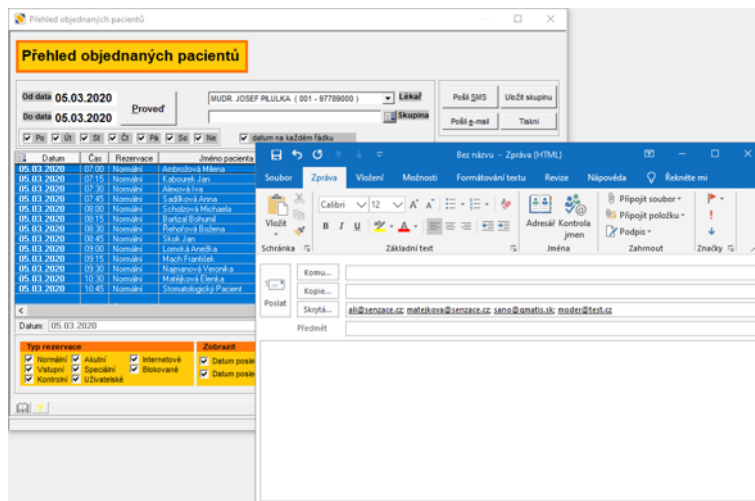 Přehled objednaných pacientů
Přehled objednaných pacientů
Od data 05.03.2020
Do data 05.03.2020
Proveď
MUDR. JOSEF PILULKA ( 001 - 97789000 )
Lékař
Skupina
Pošli SMS
Uložit skupinu
Pošli e-mail
Tiskni
Po Út St Čt Pá So Ne
datum na každém řádku
Datum Čas Rezervace Jméno pacienta
05.03.2020 07:00 Normální Ambrožová Milena
05.03.2020 07:15 Normální Kabourek Jan
05.03.2020 07:30 Normální Alexová Iva
05.03.2020 07:45 Normální Sadílková Anna
05.03.2020 08:00 Normální Scholzová Michaela
05.03.2020 08:15 Normální Bartizal Bohumil
05.03.2020 08:30 Normální Řehořová Božena
05.03.2020 08:45 Normální Skok Jan
05.03.2020 09:00 Normální Lomská Anežka
05.03.2020 09:15 Normální Mach František
05.03.2020 09:30 Normální Najmanová Veronika
05.03.2020 10:30 Normální Matějková Elenka
05.03.2020 10:45 Normální Stomatologický Pacient
Datum: 05.03.
Typ rezervace
Normální Akutní Internetové
Vstupní Speciální Blokované
Kontrolní Uživatelské
Zobrazit
Datum posle
Datum posle
Bez názvu - Zpráva (HTML)
Soubor Zpráva Vložení Možnosti Formátování textu Revize Nápověda Řekněte mi
Vložit
Schránka
Calibri 12
B I U
Základní text
Adresář Kontrola jmen
Jména
Připojit soubor
Připojit položku
Podpis
Zahrnout
Značky
Poslat
Komu...
Kopie...
Skrytá... ali@senzace.cz; matejkova@senzace.cz; sano@qmatis.sk; moder@test.cz
Předmět